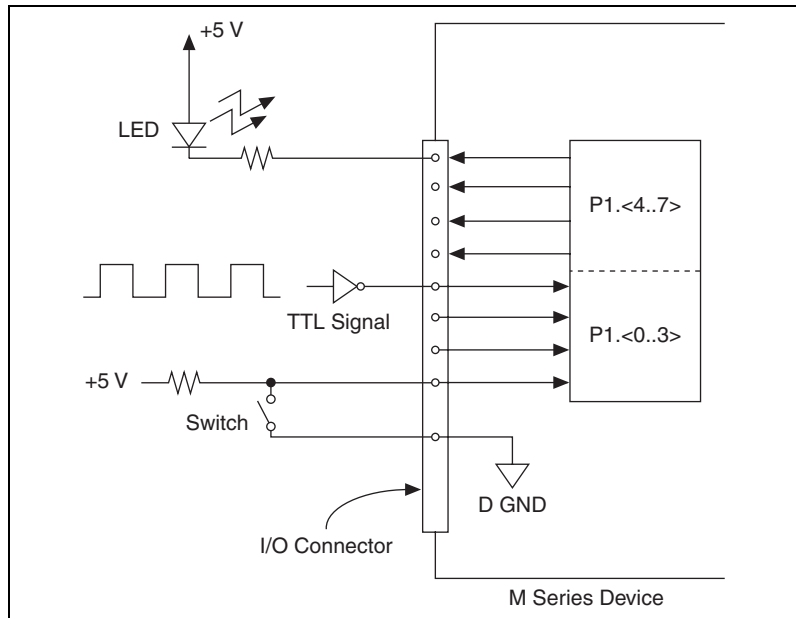 +5 V
LED
P1.<4..7>
TTL Signal
P1.<0..3>
+5 V
Switch
D GND
I/O Connector
M Series Device